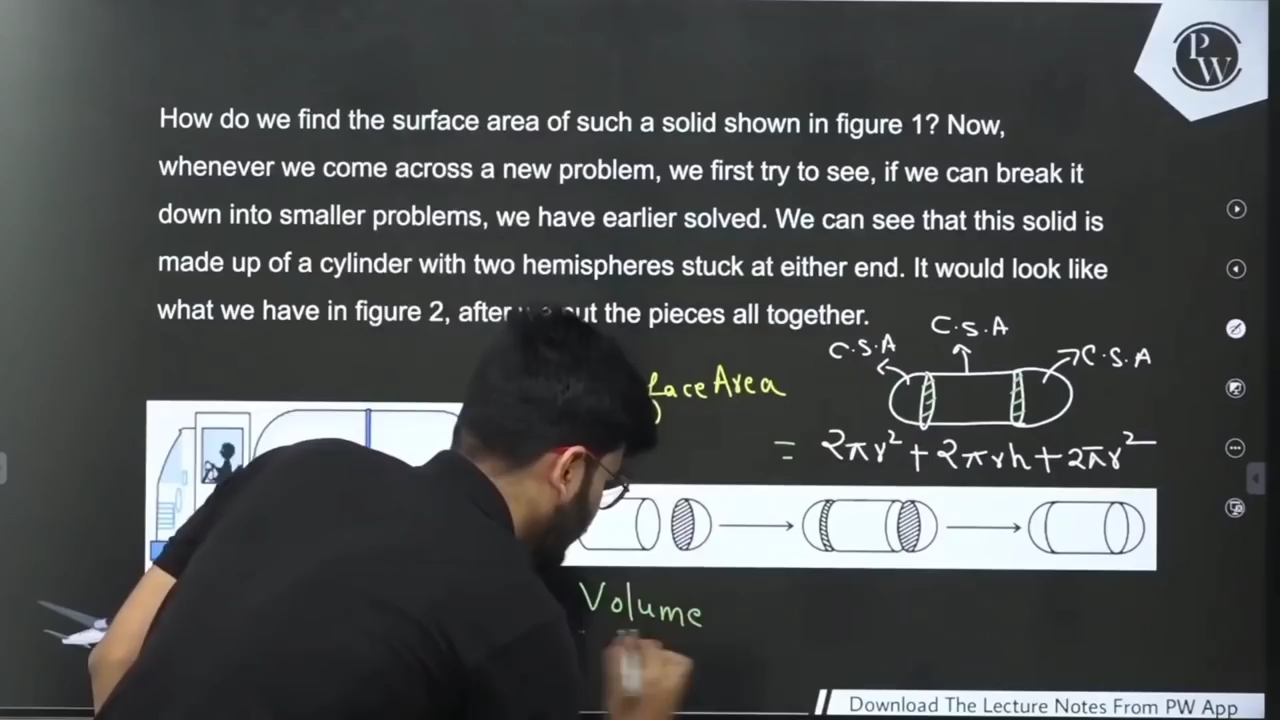 PW
How do we find the surface area of such a solid shown in figure 1? Now,
whenever we come across a new problem, we first try to see, if we can break it
down into smaller problems, we have earlier solved. We can see that this solid is
made up of a cylinder with two hemispheres stuck at either end. It would look like
what we have in figure 2, after put the pieces all together.
C.S.A
C.S.A
C.S.A
Area
= 2πr² + 2πrh + 2πr²
Volume
Download The Lecture Notes From PW App